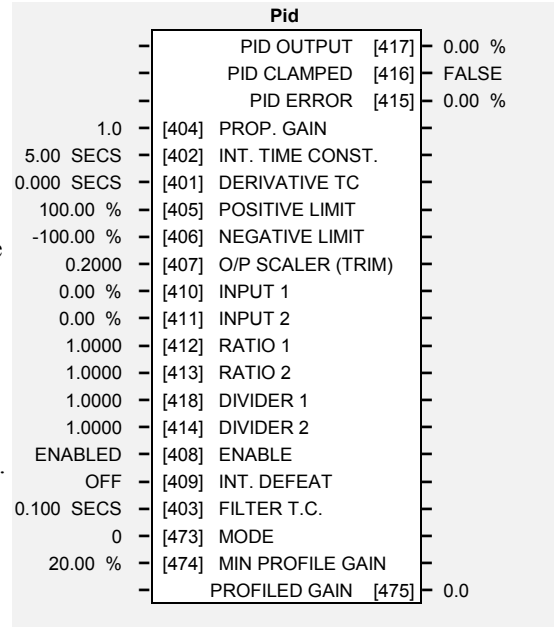 Pid
PID OUTPUT [417] 0.00 %
PID CLAMPED [416] FALSE
PID ERROR [415] 0.00 %
1.0 [404] PROP. GAIN
5.00 SECS [402] INT. TIME CONST.
0.000 SECS [401] DERIVATIVE TC
100.00 % [405] POSITIVE LIMIT
-100.00 % [406] NEGATIVE LIMIT
0.2000 [407] O/P SCALER (TRIM)
0.00 % [410] INPUT 1
0.00 % [411] INPUT 2
1.0000 [412] RATIO 1
1.0000 [413] RATIO 2
1.0000 [418] DIVIDER 1
1.0000 [414] DIVIDER 2
ENABLED [408] ENABLE
OFF [409] INT. DEFEAT
0.100 SECS [403] FILTER T.C.
0 [473] MODE
20.00 % [474] MIN PROFILE GAIN
PROFILED GAIN [475] 0.0